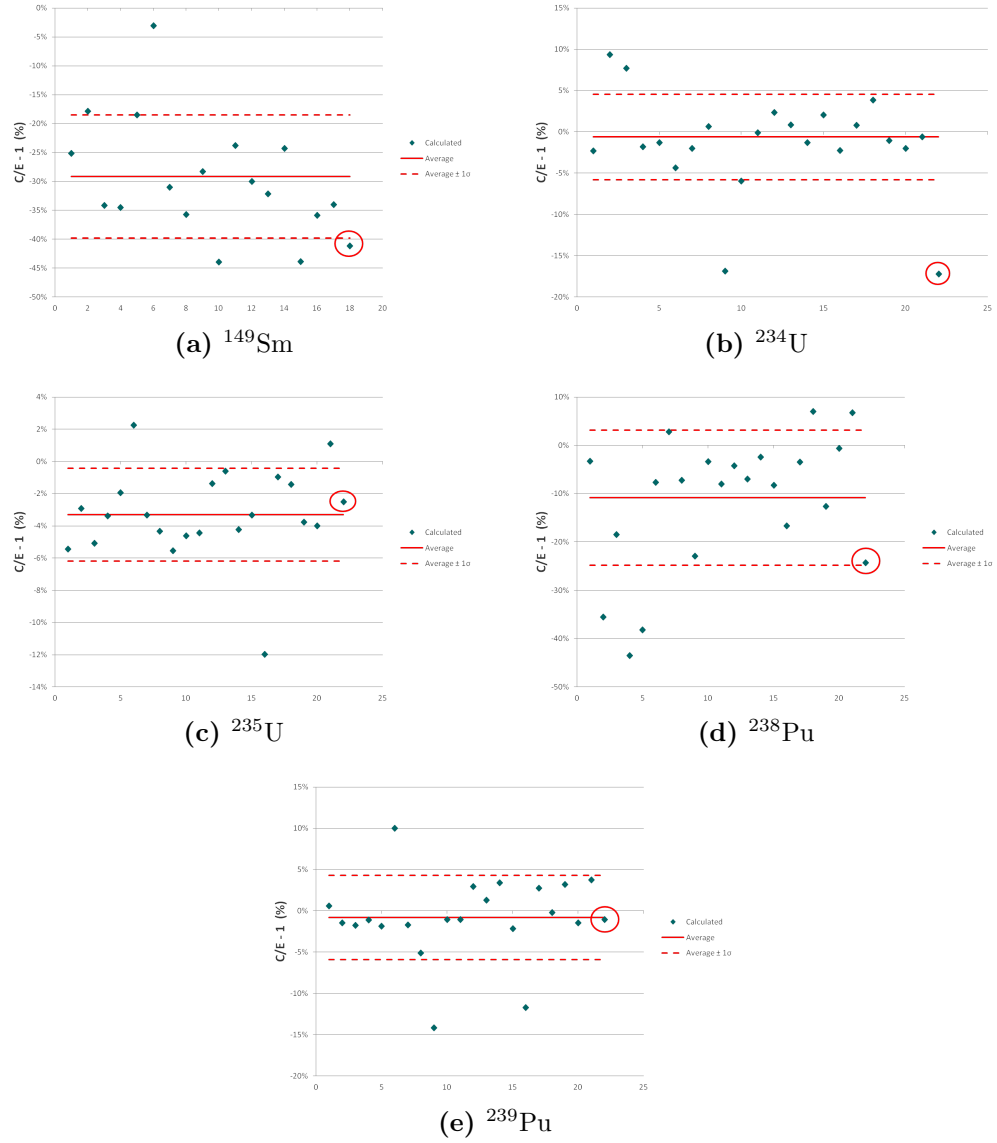 0%
-5%
-10%
-15%
-20%
-25%
-30%
-35%
-40%
-45%
-50%
C/E - 1 (%)
0 2 4 6 8 10 12 14 16 18 20
Calculated
Average
Average ± 1σ
(a) ¹⁴⁹Sm
15%
10%
5%
0%
-5%
-10%
-15%
-20%
C/E - 1 (%)
0 5 10 15 20 25
Calculated
Average
Average ± 1σ
(b) ²³⁴U
4%
2%
0%
-2%
-4%
-6%
-8%
-10%
-12%
-14%
C/E - 1 (%)
0 5 10 15 20 25
Calculated
Average
Average ± 1σ
(c) ²³⁵U
10%
0%
-10%
-20%
-30%
-40%
-50%
C/E - 1 (%)
0 5 10 15 20 25
Calculated
Average
Average ± 1σ
(d) ²³⁸Pu
15%
10%
5%
0%
-5%
-10%
-15%
-20%
C/E - 1 (%)
0 5 10 15 20 25
Calculated
Average
Average ± 1σ
(e) ²³⁹Pu